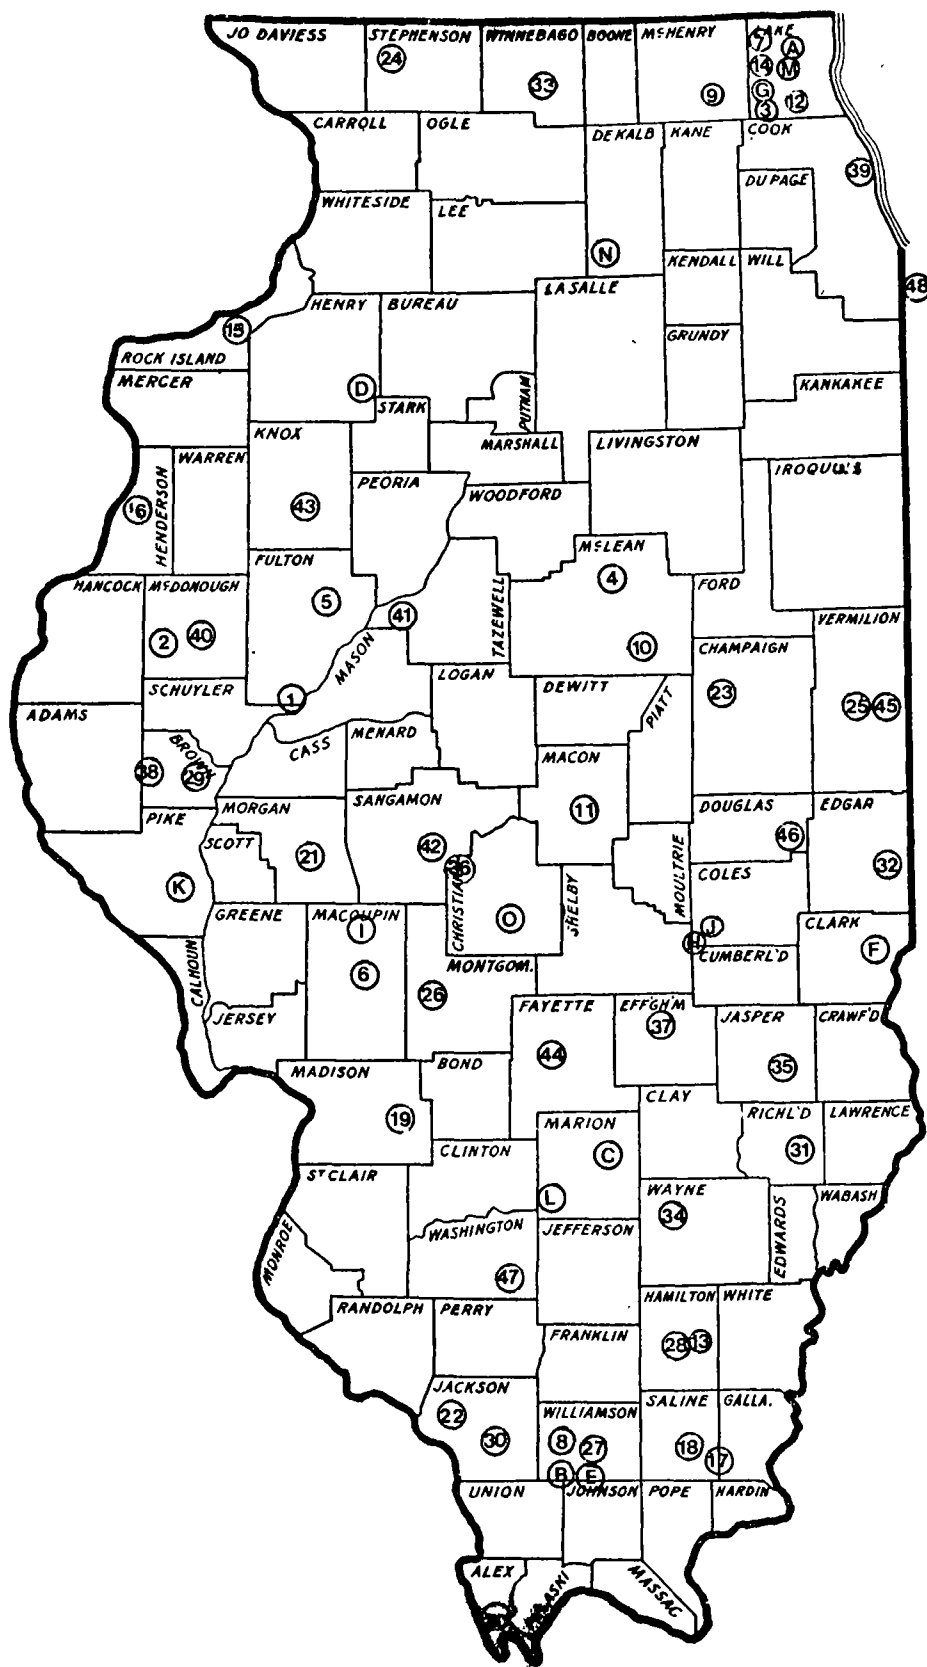 JO DAVIESS
STEPHENSON
WINNEBAGO
BOONE
McHENRY
LAKE
7
A
24
14
M
33
9
G
12
3
CARROLL
OGLE
DEKALB
KANE
COOK
39
DU PAGE
WHITESIDE
LEE
N
KENDALL
WILL
48
LA SALLE
HENRY
BUREAU
15
GRUNDY
ROCK ISLAND
MERCER
D
KANKAKEE
STARK
PUTNAM
KNOX
MARSHALL
LIVINGSTON
WARREN
IROQUOIS
PEORIA
WOODFORD
HENDERSON
16
43
FULTON
McLEAN
HANCOCK
McDONOUGH
4
FORD
5
41
TAZEWELL
VERMILION
2
40
MASON
10
CHAMPAIGN
LOGAN
SCHUYLER
DEWITT
PIATT
1
23
25
45
ADAMS
BROWN
CASS
MENARD
MACON
38
29
SANGAMON
PIKE
MORGAN
11
DOUGLAS
EDGAR
SCOTT
42
46
21
36
MOULTRIE
32
K
CHRISTIAN
SHELBY
COLES
GREENE
MACOUPIN
O
I
J
CLARK
H
F
CALHOUN
CUMBERL'D
6
MONTGOM.
26
FAYETTE
EFF'GH'M
JERSEY
37
JASPER
CRAWF'D
44
MADISON
BOND
35
CLAY
19
MARION
RICHL'D
LAWRENCE
CLINTON
C
31
ST CLAIR
WAYNE
L
WABASH
34
EDWARDS
WASHINGTON
JEFFERSON
MONROE
47
HAMILTON
WHITE
RANDOLPH
PERRY
FRANKLIN
28
13
JACKSON
SALINE
GALLA.
22
WILLIAMSON
30
8
27
18
17
B
E
UNION
JOHNSON
POPE
HARDIN
ALEX
PULASKI
MASSAC